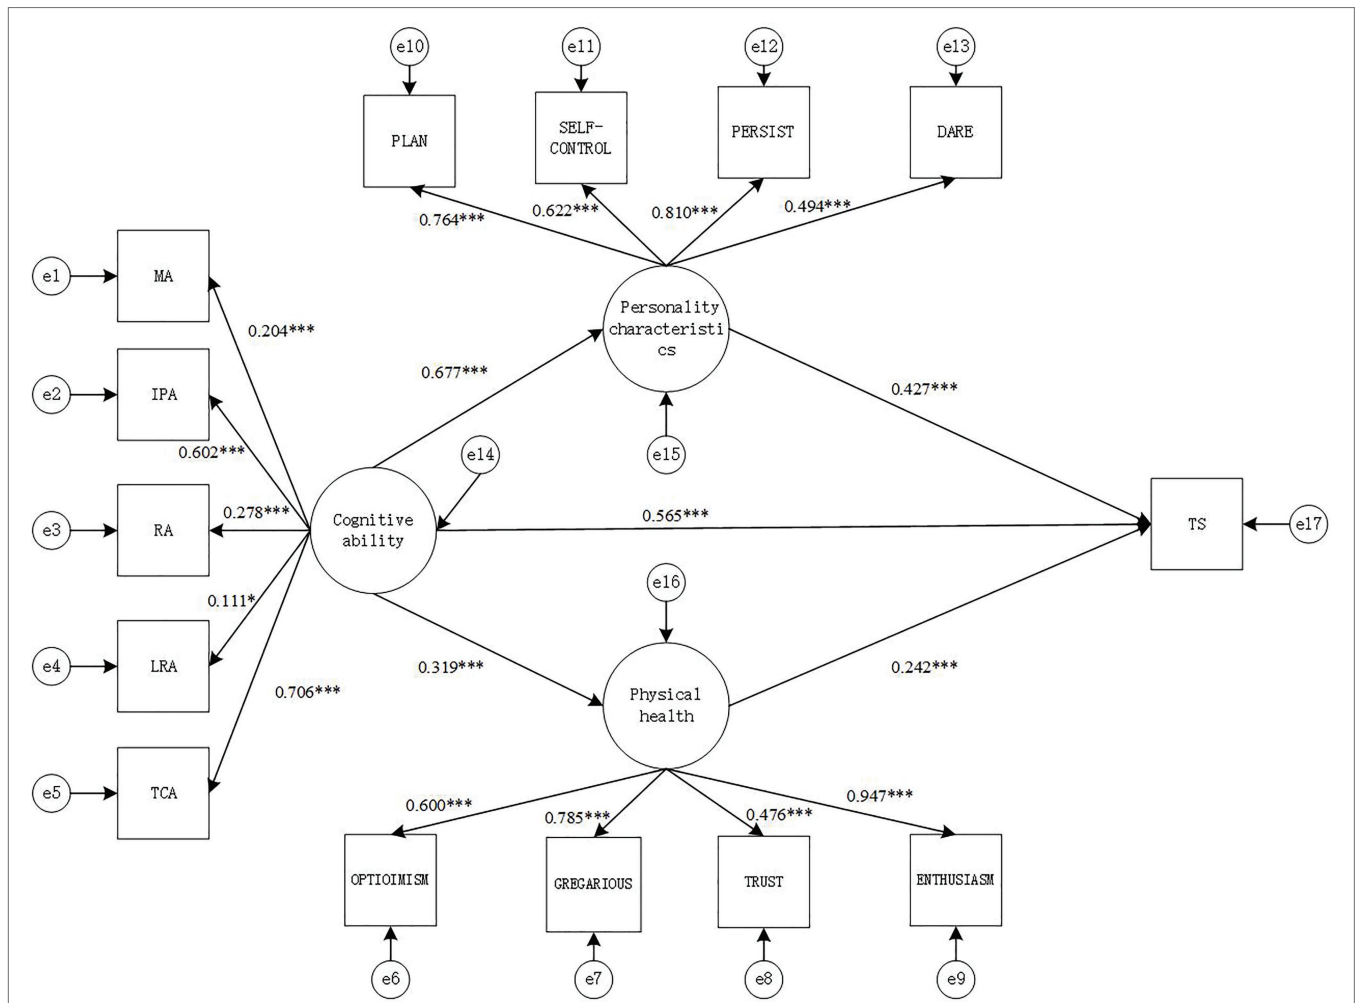 e10
e11
e12
e13
PLAN
SELF-
CONTROL
PERSIST
DARE
0.764***
0.622***
0.810***
0.494***
e1
MA
0.204***
Personality
characteristi
cs
e2
IPA
0.677***
0.427***
0.602***
e14
e15
e3
RA
0.278***
Cognitive
ability
0.565***
TS
e17
e16
0.111*
e4
LRA
0.319***
0.242***
0.706***
Physical
health
e5
TCA
0.600***
0.785***
0.476***
0.947***
OPTIOIMISM
GREGARIOUS
TRUST
ENTHUSIASM
e6
e7
e8
e9